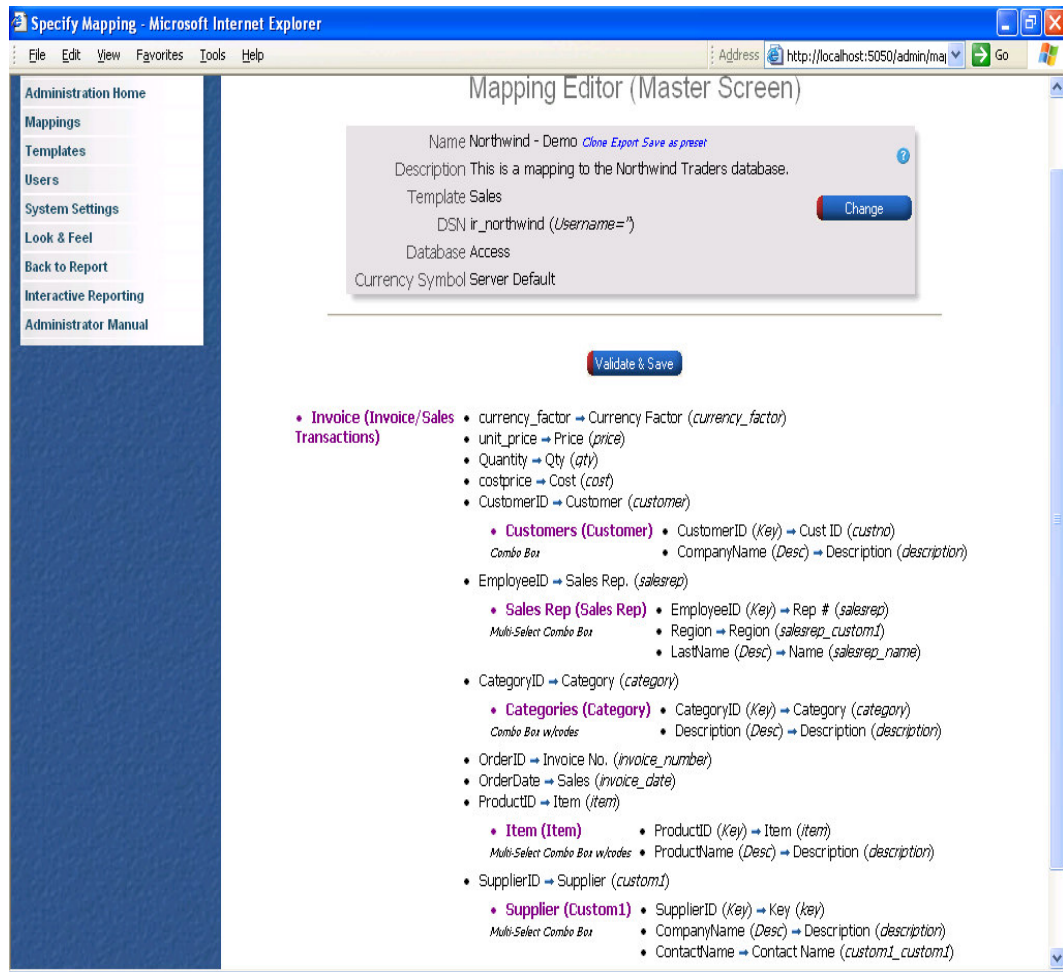 Specify Mapping - Microsoft Internet Explorer
File Edit View Favorites Tools Help
Address http://localhost:5050/admin/ma Go
Administration Home
Mappings
Templates
Users
System Settings
Look & Feel
Back to Report
Interactive Reporting
Administrator Manual
Mapping Editor (Master Screen)
Name Northwind - Demo Clone Export Save as preset
Description This is a mapping to the Northwind Traders database.
Template Sales
Change
DSN ir_northwind (Username='')
Database Access
Currency Symbol Server Default
Validate & Save
• Invoice (Invoice/Sales Transactions)
• currency_factor → Currency Factor (currency_factor)
• unit_price → Price (price)
• Quantity → Qty (qty)
• costprice → Cost (cost)
• CustomerID → Customer (customer)
• Customers (Customer)
Combo Box
• CustomerID (Key) → Cust ID (custno)
• CompanyName (Desc) → Description (description)
• EmployeeID → Sales Rep. (salesrep)
• Sales Rep (Sales Rep)
Multi-Select Combo Box
• EmployeeID (Key) → Rep # (salesrep)
• Region → Region (salesrep_custom1)
• LastName (Desc) → Name (salesrep_name)
• CategoryID → Category (category)
• Categories (Category)
Combo Box w/codes
• CategoryID (Key) → Category (category)
• Description (Desc) → Description (description)
• OrderID → Invoice No. (invoice_number)
• OrderDate → Sales (invoice_date)
• ProductID → Item (item)
• Item (Item)
Multi-Select Combo Box w/codes
• ProductID (Key) → Item (item)
• ProductName (Desc) → Description (description)
• SupplierID → Supplier (custom1)
• Supplier (Custom1)
Multi-Select Combo Box
• SupplierID (Key) → Key (key)
• CompanyName (Desc) → Description (description)
• ContactName → Contact Name (custom1_custom1)